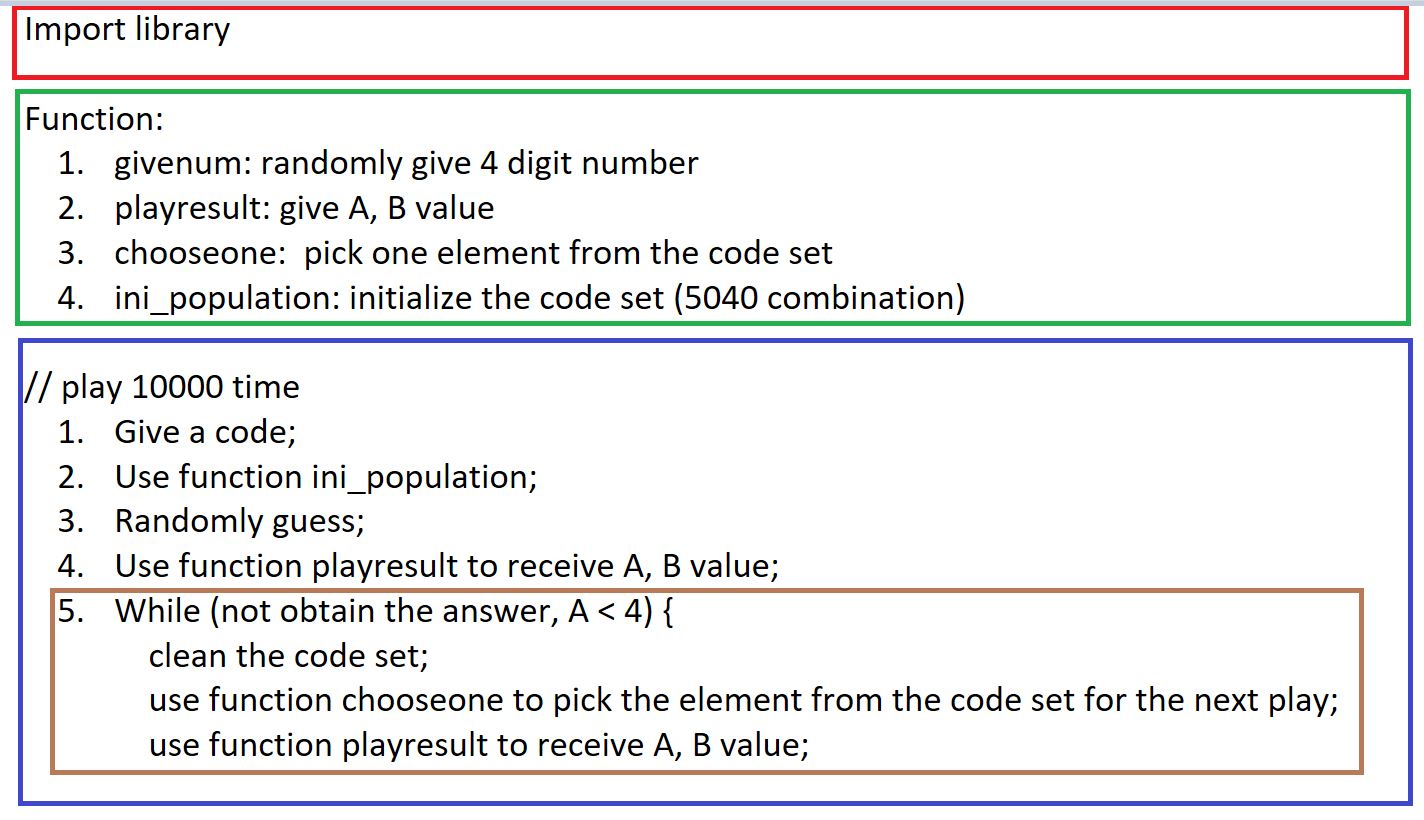 Import library
Function:
1. givenum: randomly give 4 digit number
2. playresult: give A, B value
3. chooseone:  pick one element from the code set
4. ini_population: initialize the code set (5040 combination)
// play 10000 time
1. Give a code;
2. Use function ini_population;
3. Randomly guess;
4. Use function playresult to receive A, B value;
5. While (not obtain the answer, A < 4) {
clean the code set;
use function chooseone to pick the element from the code set for the next play;
use function playresult to receive A, B value;